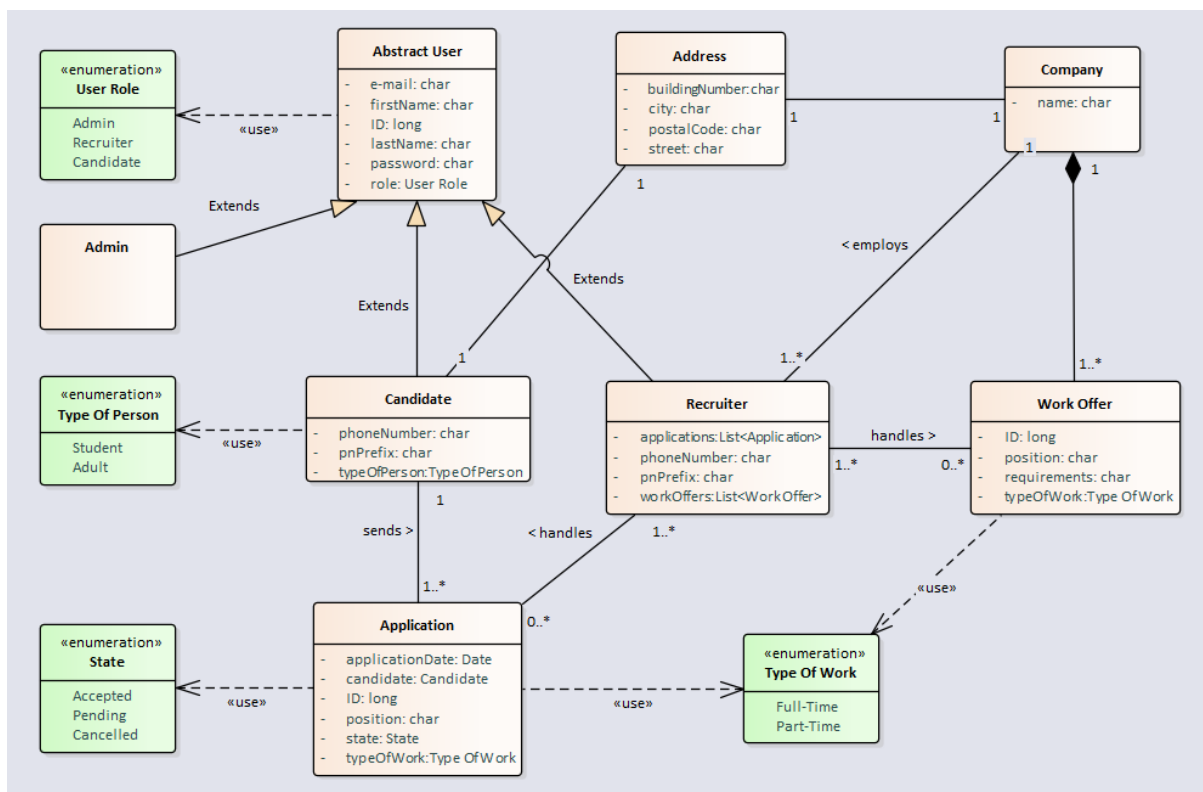 «enumeration»
User Role
Admin
Recruiter
Candidate
Abstract User
- e-mail: char
- firstName: char
- ID: long
- lastName: char
- password: char
- role: User Role
Address
- buildingNumber:char
- city: char
- postalCode: char
- street: char
Company
- name: char
«use»
1
1
1
1
1
Extends
Admin
Extends
Extends
< employs
1
1..*
1..*
«enumeration»
Type Of Person
Student
Adult
«use»
Candidate
- phoneNumber: char
- pnPrefix: char
- typeOfPerson:TypeOfPerson
Recruiter
- applications:List<Application>
- phoneNumber: char
- pnPrefix: char
- workOffers:List<Work Offer>
handles >
1..*
0..*
Work Offer
- ID: long
- position: char
- requirements: char
- typeOfWork:Type OfWork
1
sends >
1..*
< handles
1..*
0..*
«use»
«enumeration»
State
Accepted
Pending
Cancelled
«use»
Application
- applicationDate: Date
- candidate: Candidate
- ID: long
- position: char
- state: State
- typeOfWork:Type OfWork
«use»
«enumeration»
Type Of Work
Full-Time
Part-Time